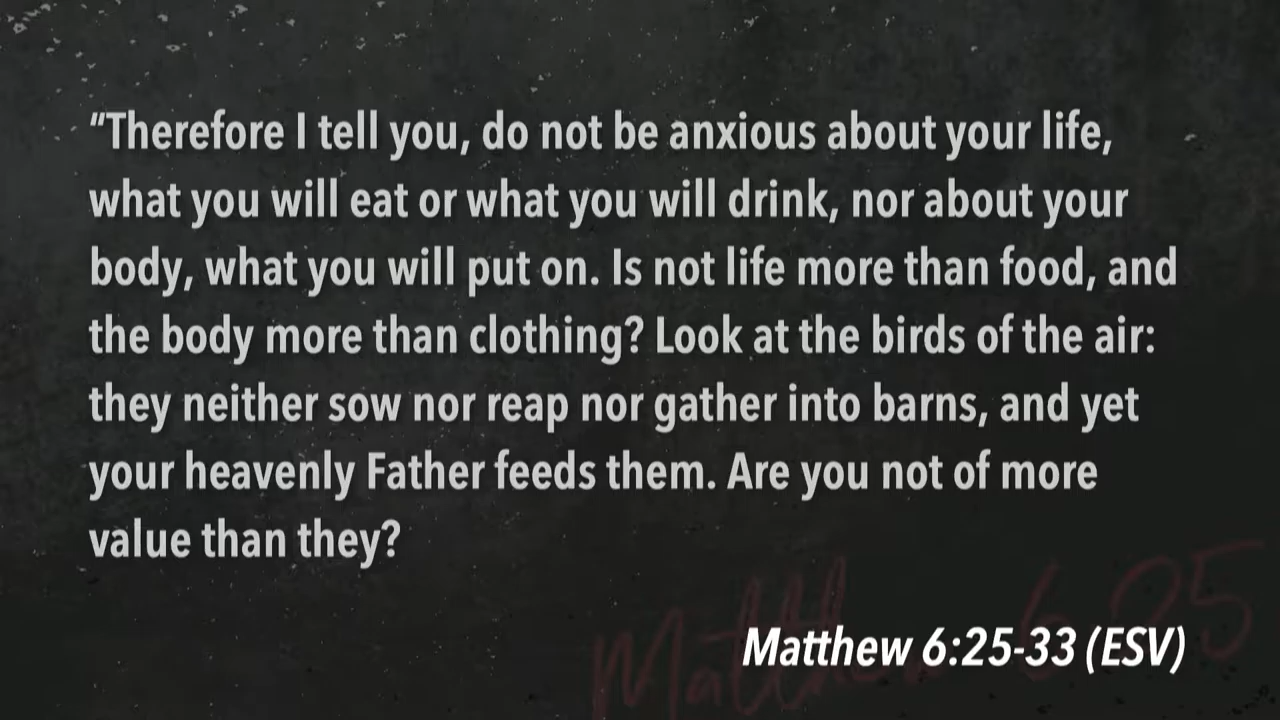 “Therefore I tell you, do not be anxious about your life,
what you will eat or what you will drink, nor about your
body, what you will put on. Is not life more than food, and
the body more than clothing? Look at the birds of the air:
they neither sow nor reap nor gather into barns, and yet
your heavenly Father feeds them. Are you not of more
value than they?
Matthew 6:25-33 (ESV)
Matthew 6:25